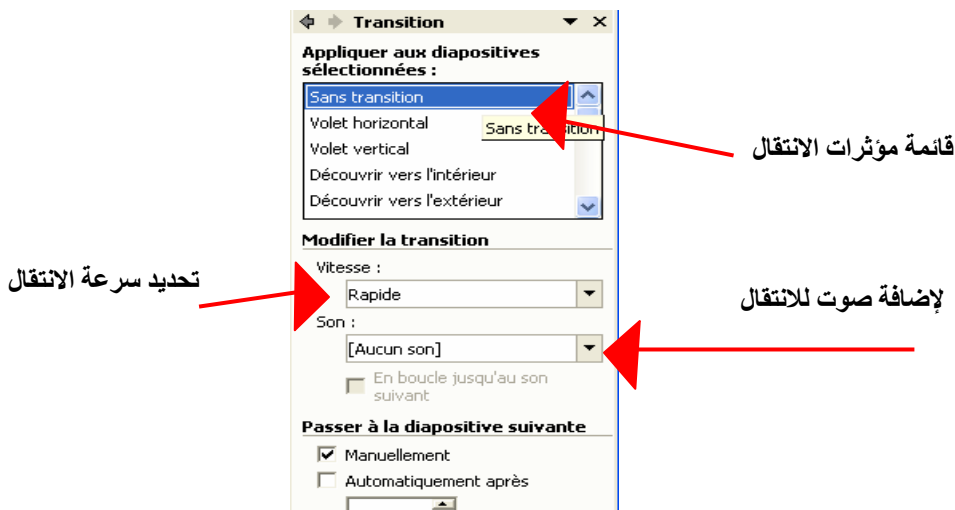 Transition
Appliquer aux diapositives
sélectionnées :
Sans transition
Volet horizontal
Sans transition
Volet vertical
Découvrir vers l'intérieur
Découvrir vers l'extérieur
قائمة مؤثرات الانتقال
Modifier la transition
Vitesse :
Rapide
تحديد سرعة الانتقال
Son :
[Aucun son]
لإضافة صوت للانتقال
En boucle jusqu'au son
suivant
Passer à la diapositive suivante
Manuellement
Automatiquement après